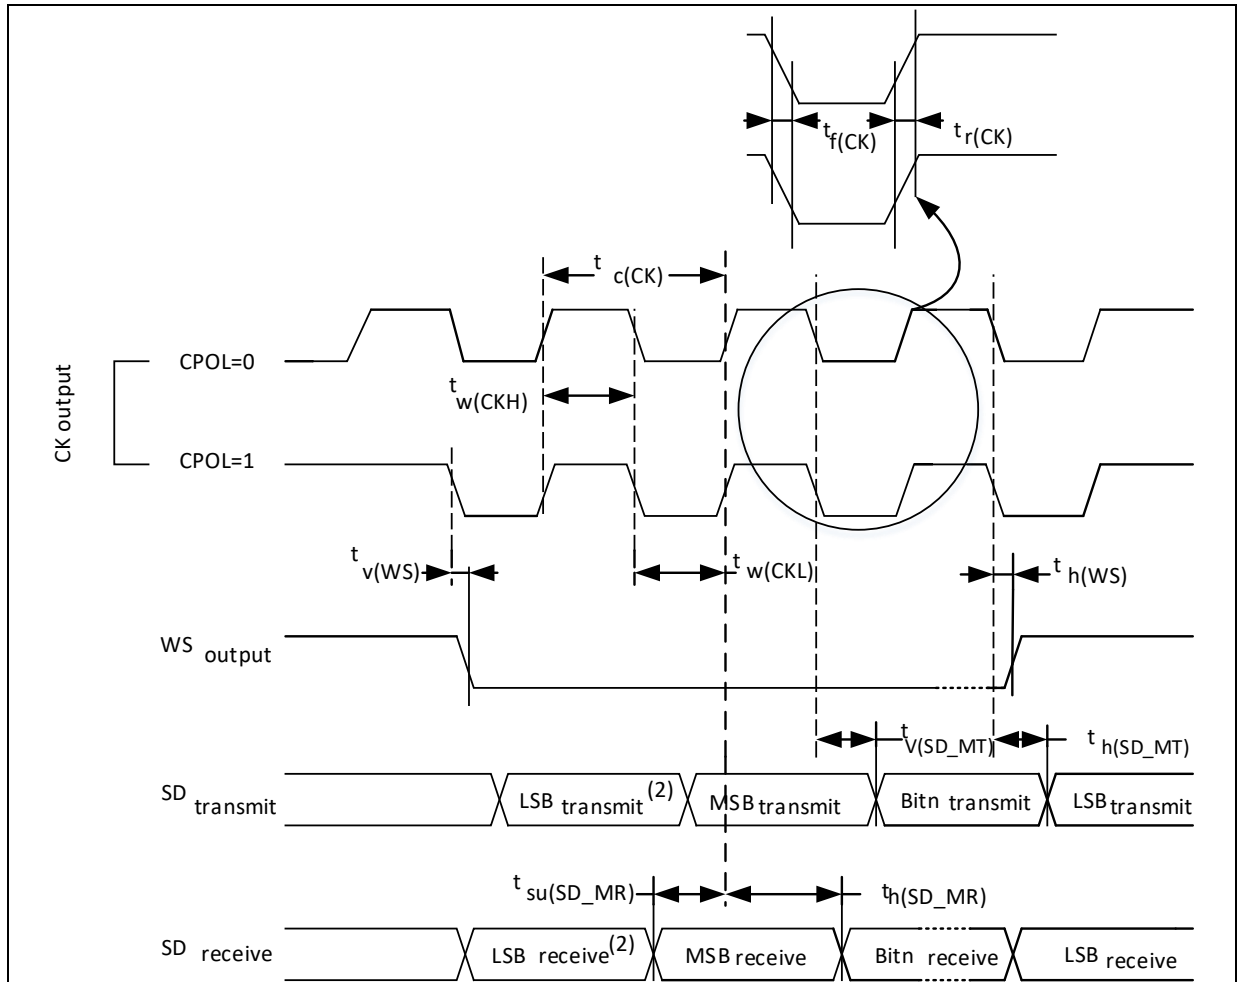 tf(CK)
tr(CK)
tc(CK)
CPOL=0
tw(CKH)
CK output
CPOL=1
tv(WS)
tw(CKL)
th(WS)
WS output
tV(SD_MT)
th(SD_MT)
SD transmit
LSB transmit(2)
MSB transmit
Bitn transmit
LSB transmit
tsu(SD_MR)
th(SD_MR)
SD receive
LSB receive(2)
MSB receive
Bitn receive
LSB receive